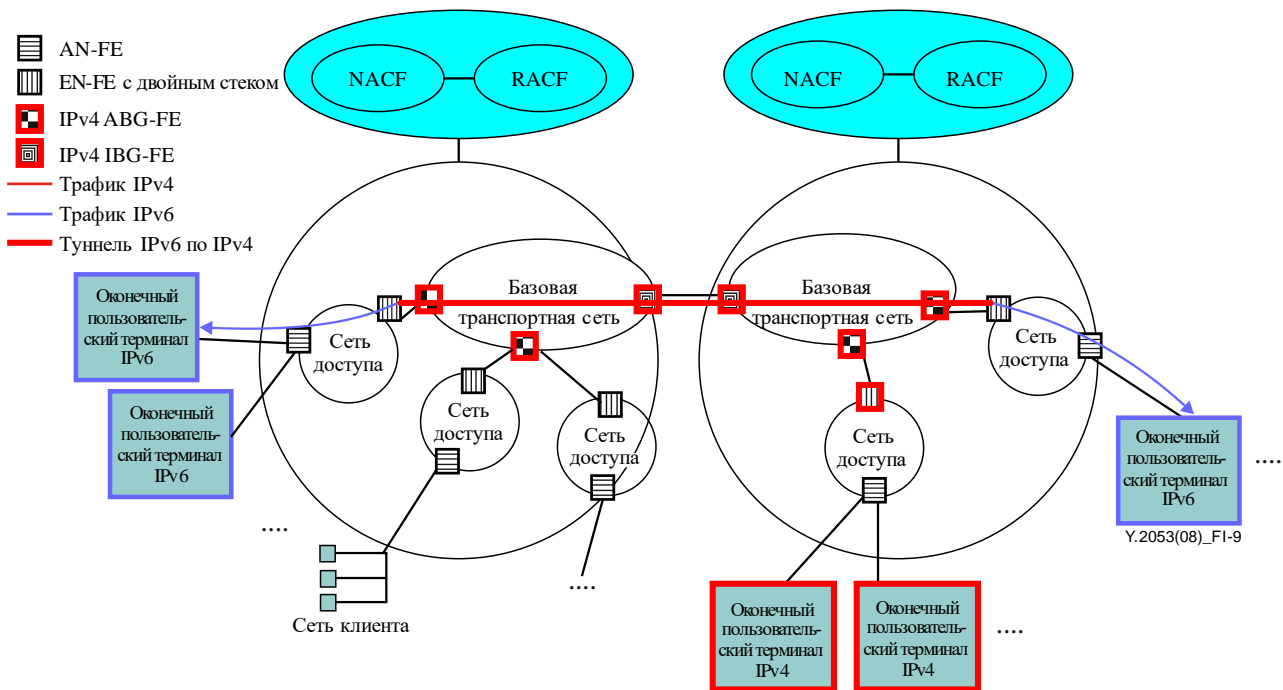 AN-FE
EN-FE с двойным стеком
IPv4 ABG-FE
IPv4 IBG-FE
Трафик IPv4
Трафик IPv6
Туннель IPv6 по IPv4
NACF
RACF
NACF
RACF
Базовая
транспортная сеть
Базовая
транспортная сеть
Оконечный
пользователь-
ский терминал
IPv6
Сеть
доступа
Сеть
доступа
Оконечный
пользователь-
ский терминал
IPv6
Сеть
доступа
Сеть
доступа
Сеть
доступа
Оконечный
пользователь-
ский терминал
IPv6
....
Y.2053(08)_FI-9
....
....
Сеть клиента
Оконечный
пользователь-
ский терминал
IPv4
Оконечный
пользователь-
ский терминал
IPv4
....